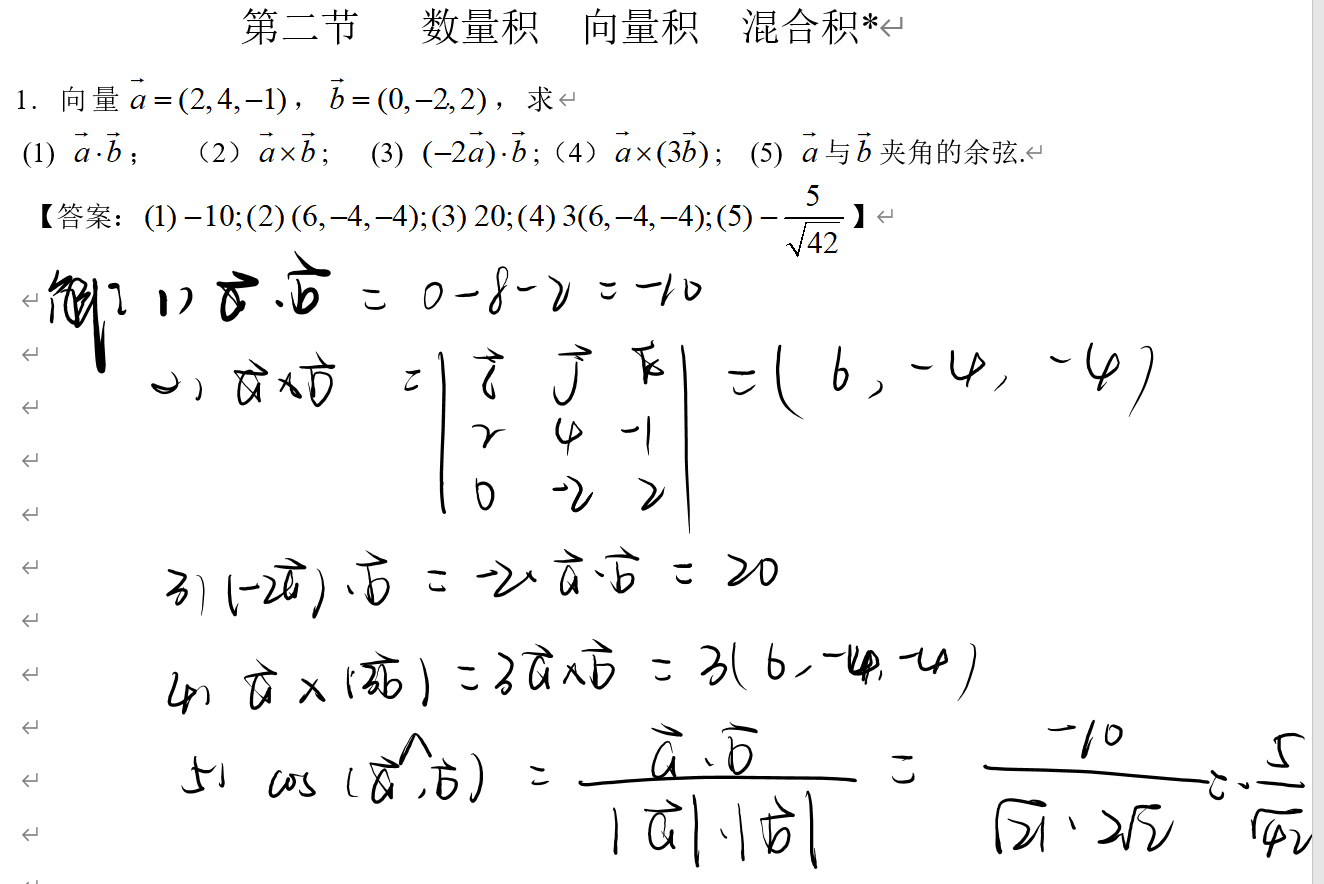 第二节 数量积 向量积 混合积*↵
1. 向量 $\vec{a}=(2,4,-1)$，$\vec{b}=(0,-2,2)$，求↵
(1) $\vec{a}\cdot\vec{b}$； （2）$\vec{a}\times\vec{b}$; (3) $(-2\vec{a})\cdot\vec{b}$;（4）$\vec{a}\times(3\vec{b})$; (5) $\vec{a}$与$\vec{b}$夹角的余弦.↵
【答案：(1) −10;(2) (6,−4,−4);(3) 20;(4) 3(6,−4,−4);(5) $-\frac{5}{\sqrt{42}}$】↵
解: 1) $\vec{a}\cdot\vec{b}$ = 0-8-2 = -10
2) $\vec{a}\times\vec{b}=\begin{vmatrix}\vec{i}&\vec{j}&\vec{k}\\2&4&-1\\0&-2&2\end{vmatrix}$ = (6, -4, -4)
3) $(-2\vec{a})\cdot\vec{b}=-2\cdot\vec{a}\cdot\vec{b}=20$
4) $\vec{a}\times(3\vec{b})=3\vec{a}\times\vec{b}=3(6,-4,-4)$
5) $\cos(\widehat{\vec{a},\vec{b}})=\frac{\vec{a}\cdot\vec{b}}{|\vec{a}|\cdot|\vec{b}|}=\frac{-10}{\sqrt{21}\cdot2\sqrt{2}}=-\frac{5}{\sqrt{42}}$